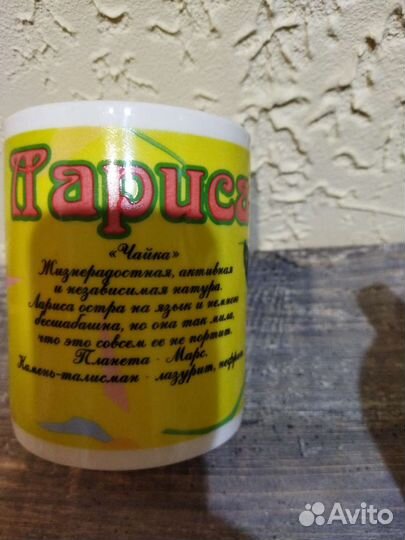 Лариса
«Чайка»
Жизнерадостная, активная
и независимая натура.
Лариса остра на язык и немного
бесшабашна, но она так мила,
что это совсем ее не портит.
Планета - Марс.
Камень-талисман - лазурит, неффрит
Avito